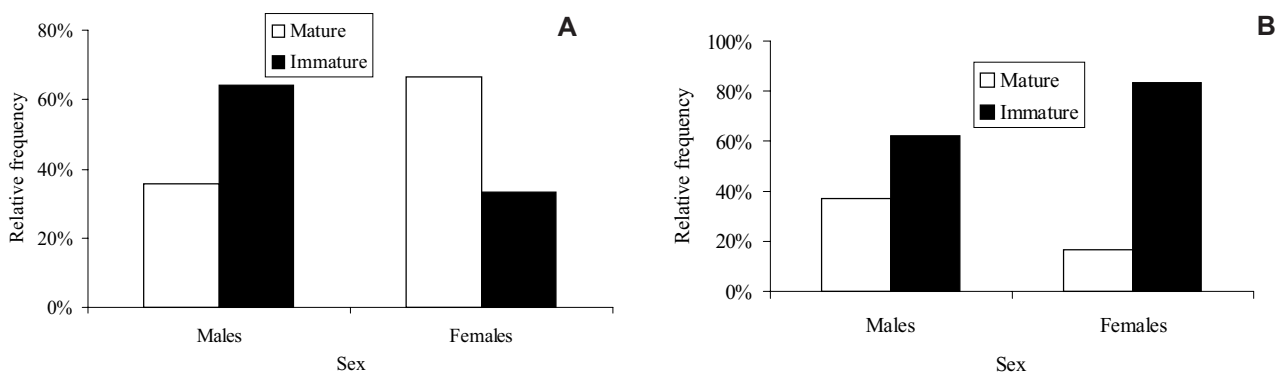 A
80%
60%
40%
20%
0%
Relative frequency
Mature
Immature
Males
Females
Sex
B
100%
80%
60%
40%
20%
0%
Relative frequency
Mature
Immature
Males
Females
Sex